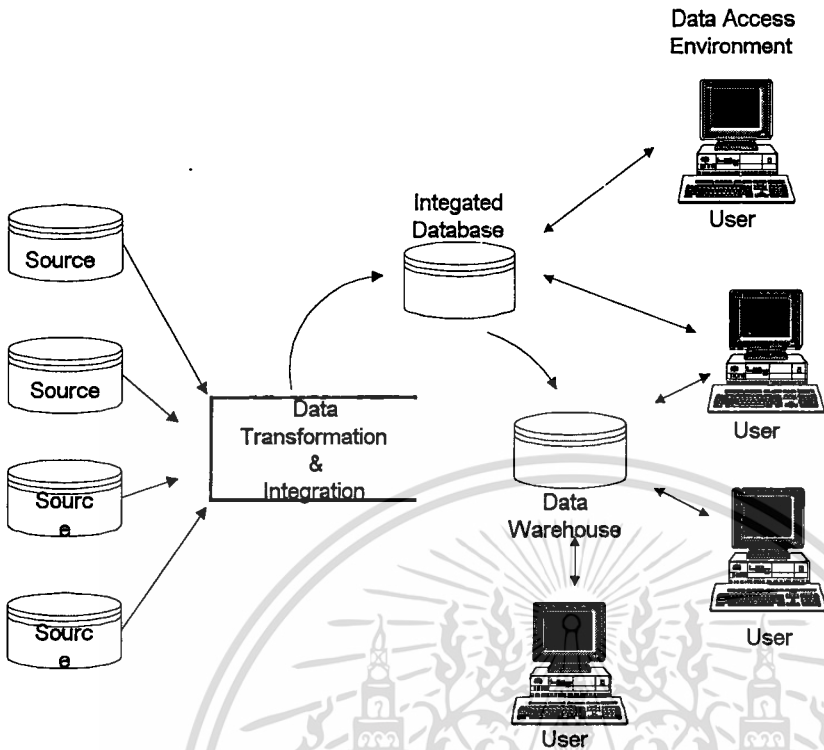 Data Access
Environment
User
Integated
Database
Source
Source
Sourc
e
Sourc
e
Data
Transformation
&
Integration
User
Data
Warehouse
User
User